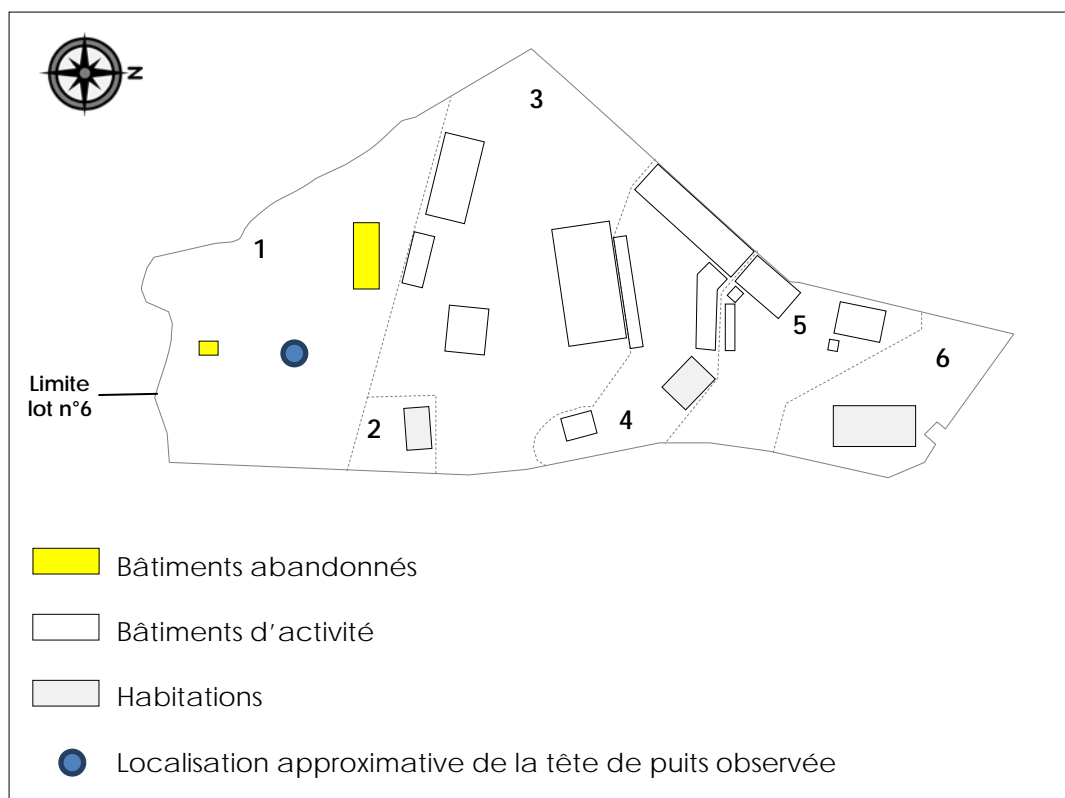 N
3
1
5
6
Limite
lot n°6
2
4
Bâtiments abandonnés
Bâtiments d'activité
Habitations
Localisation approximative de la tête de puits observée